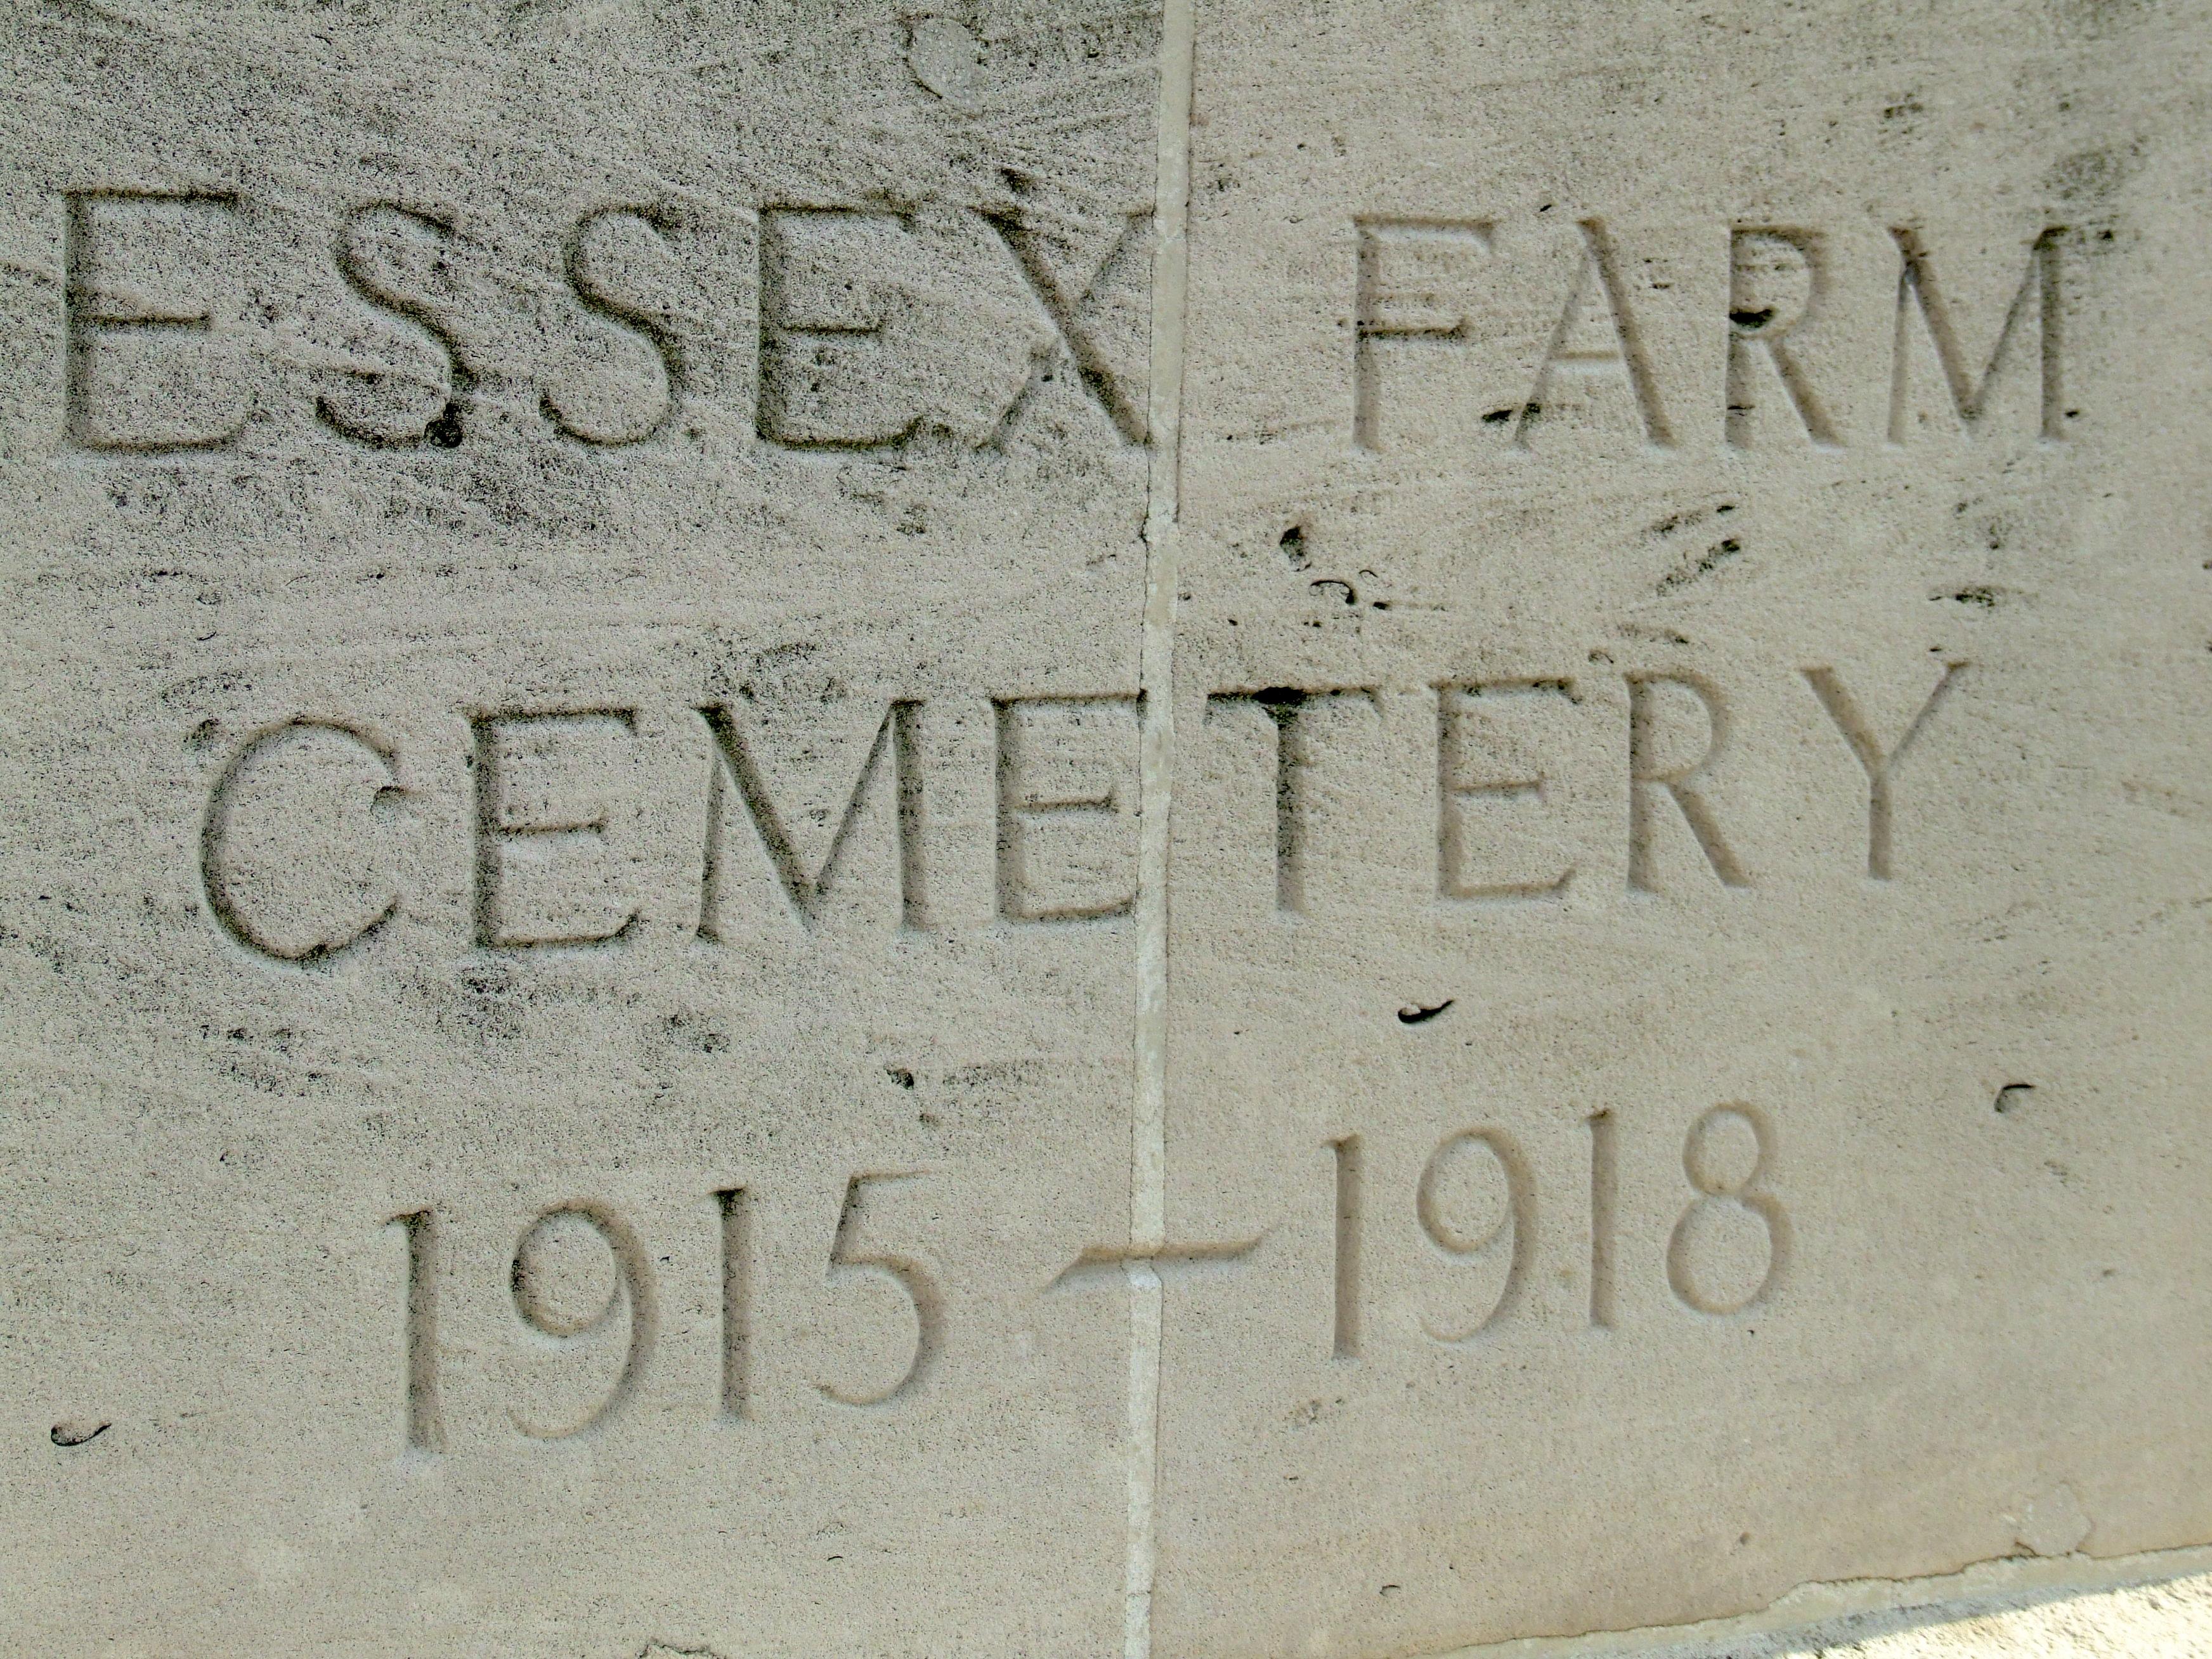 ESSEX FARM
CEMETERY
1915 — 1918